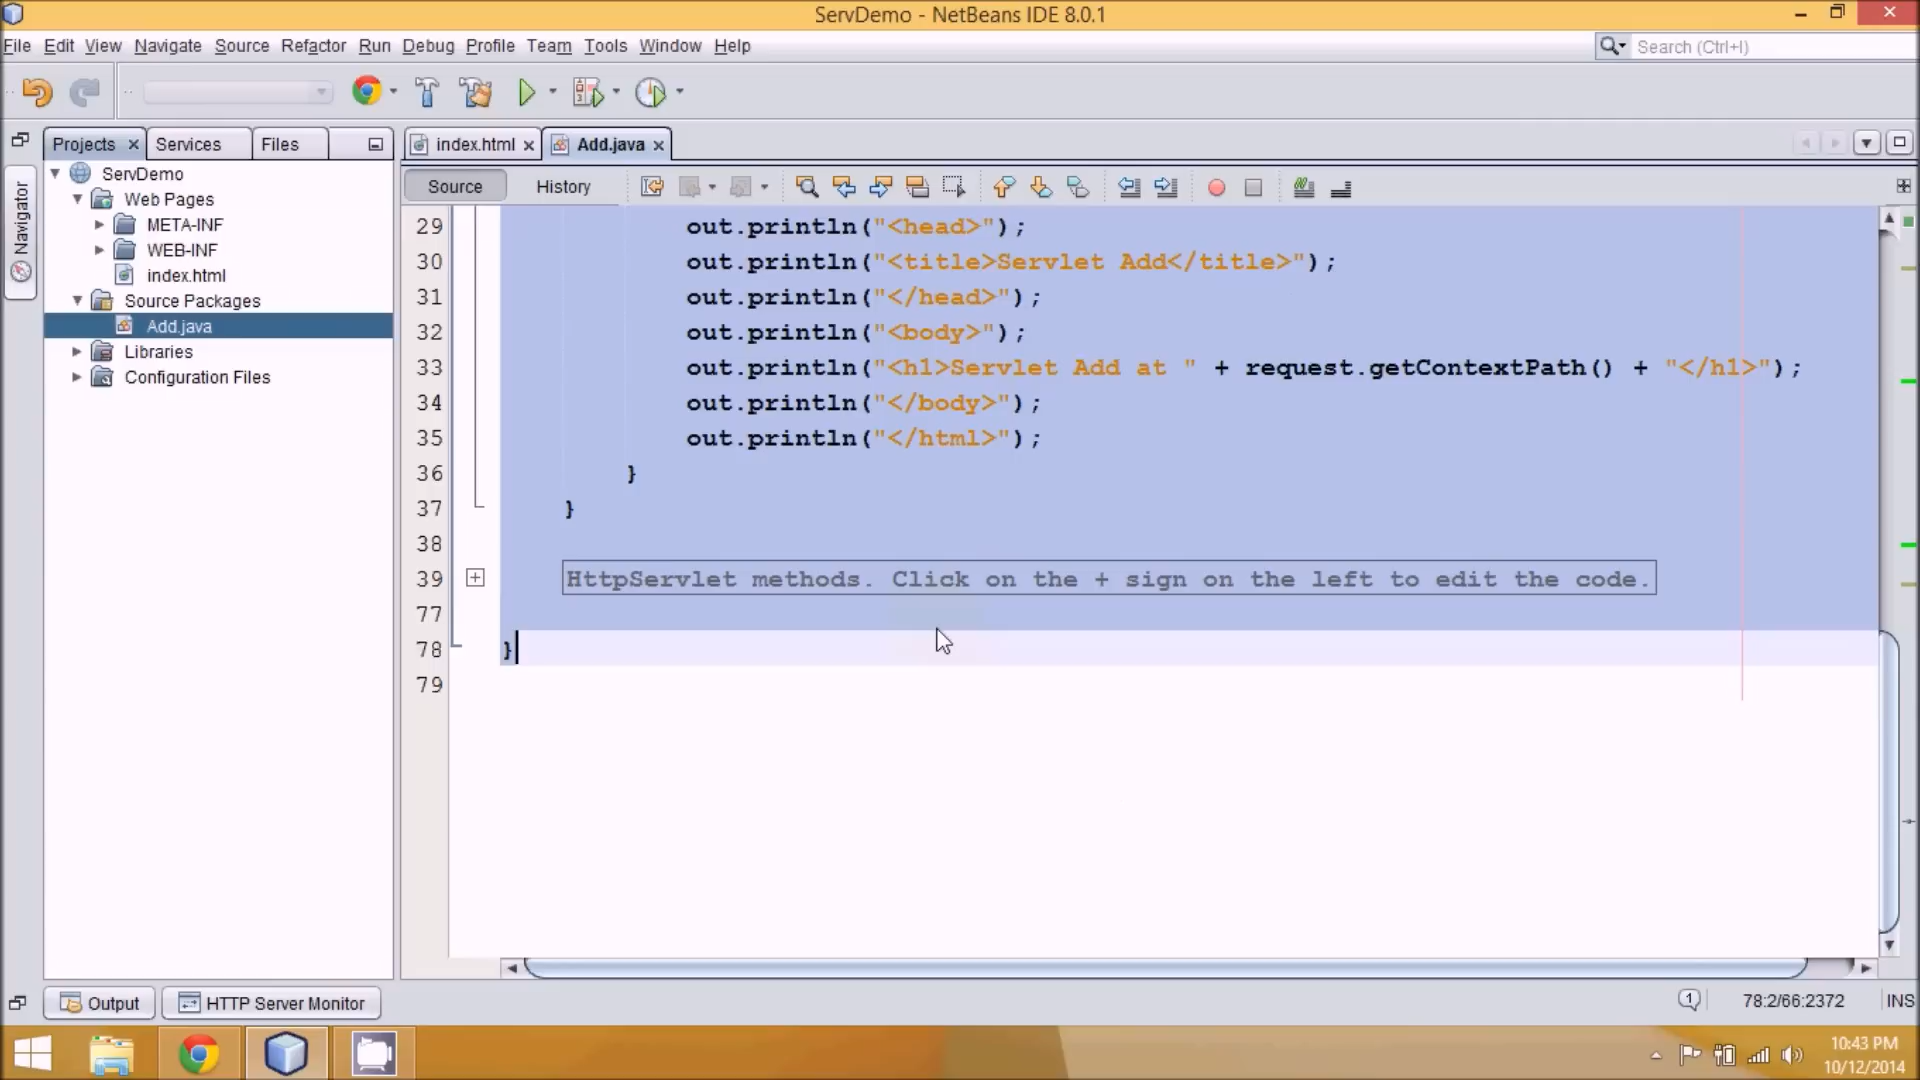 ServDemo - NetBeans IDE 8.0.1
File Edit View Navigate Source Refactor Run Debug Profile Team Tools Window Help
Search (Ctrl+I)
Projects Services Files
index.html Add.java
Navigator
ServDemo
Web Pages
META-INF
WEB-INF
index.html
Source Packages
Add.java
Libraries
Configuration Files
Source History
29 out.println("<head>");
30 out.println("<title>Servlet Add</title>");
31 out.println("</head>");
32 out.println("<body>");
33 out.println("<h1>Servlet Add at " + request.getContextPath() + "</h1>");
34 out.println("</body>");
35 out.println("</html>");
36 }
37 }
38
39 HttpServlet methods. Click on the + sign on the left to edit the code.
77
78 }
79
Output HTTP Server Monitor
1 78:2/66:2372 INS
10:43 PM
10/12/2014